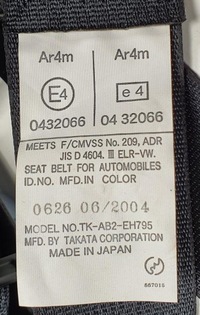 Ar4m Ar4m
E4 e4
0432066 04 32066
MEETS F/CMVSS No. 209, ADR
JIS D 4604. III ELR-VW.
SEAT BELT FOR AUTOMOBILES
ID.NO. MFD.IN COLOR
0626 06/2004
MODEL NO.TK-AB2-EH795
MFD. BY TAKATA CORPORATION
MADE IN JAPAN
667015